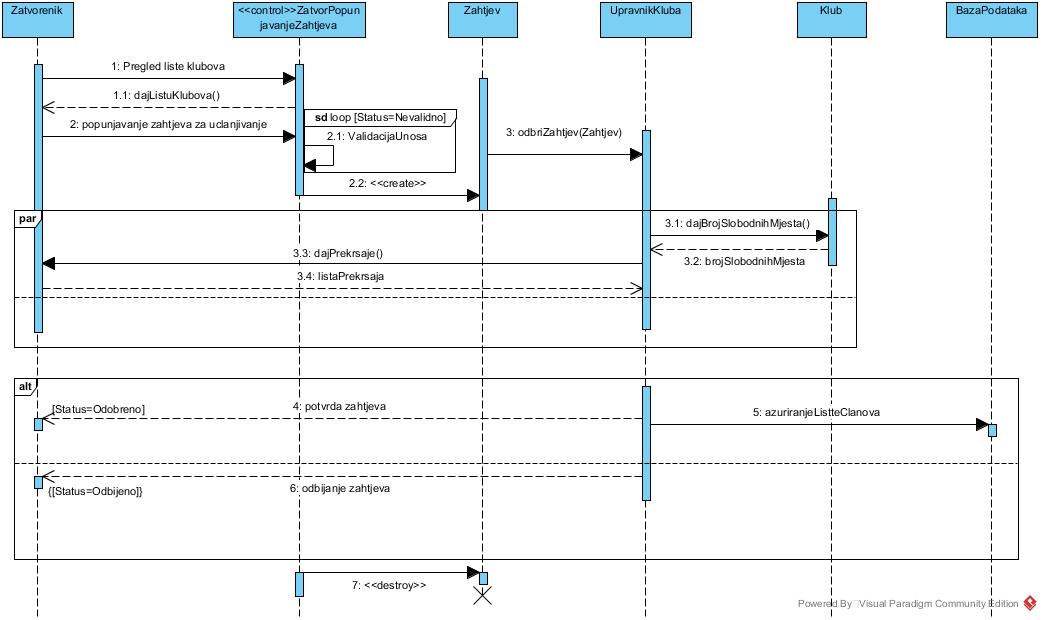 Zatvorenik
<<control>>ZatvorPopun
javanjeZahtjeva
Zahtjev
UpravnikKluba
Klub
BazaPodataka
1: Pregled liste klubova
1.1: dajListuKlubova()
sd loop [Status=Nevalidno]
2: popunjavanje zahtjeva za uclanjivanje
2.1: ValidacijaUnosa
3: odbriZahtjev(Zahtjev)
2.2: <<create>>
par
3.1: dajBrojSlobodnihMjesta()
3.3: dajPrekrsaje()
3.2: brojSlobodnihMjesta
3.4: listaPrekrsaja
alt
[Status=Odobreno]
4: potvrda zahtjeva
5: azuriranjeListteClanova
{[Status=Odbijeno]}
6: odbijanje zahtjeva
7: <<destroy>>
Powered By Visual Paradigm Community Edition